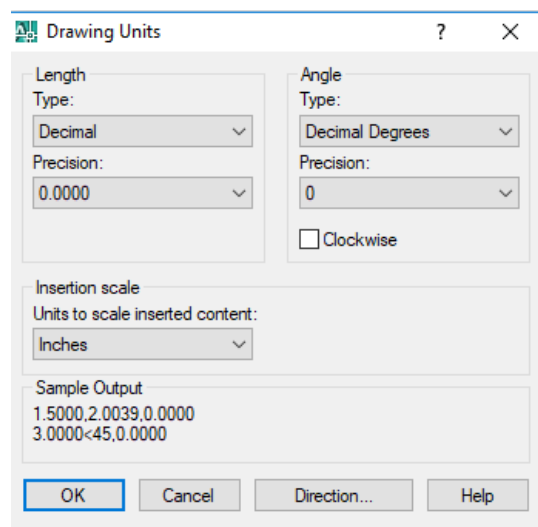 Drawing Units
Length
Type:
Decimal
Precision:
0.0000
Angle
Type:
Decimal Degrees
Precision:
0
Clockwise
Insertion scale
Units to scale inserted content:
Inches
Sample Output
1.5000,2.0039,0.0000
3.0000<45,0.0000
OK
Cancel
Direction...
Help